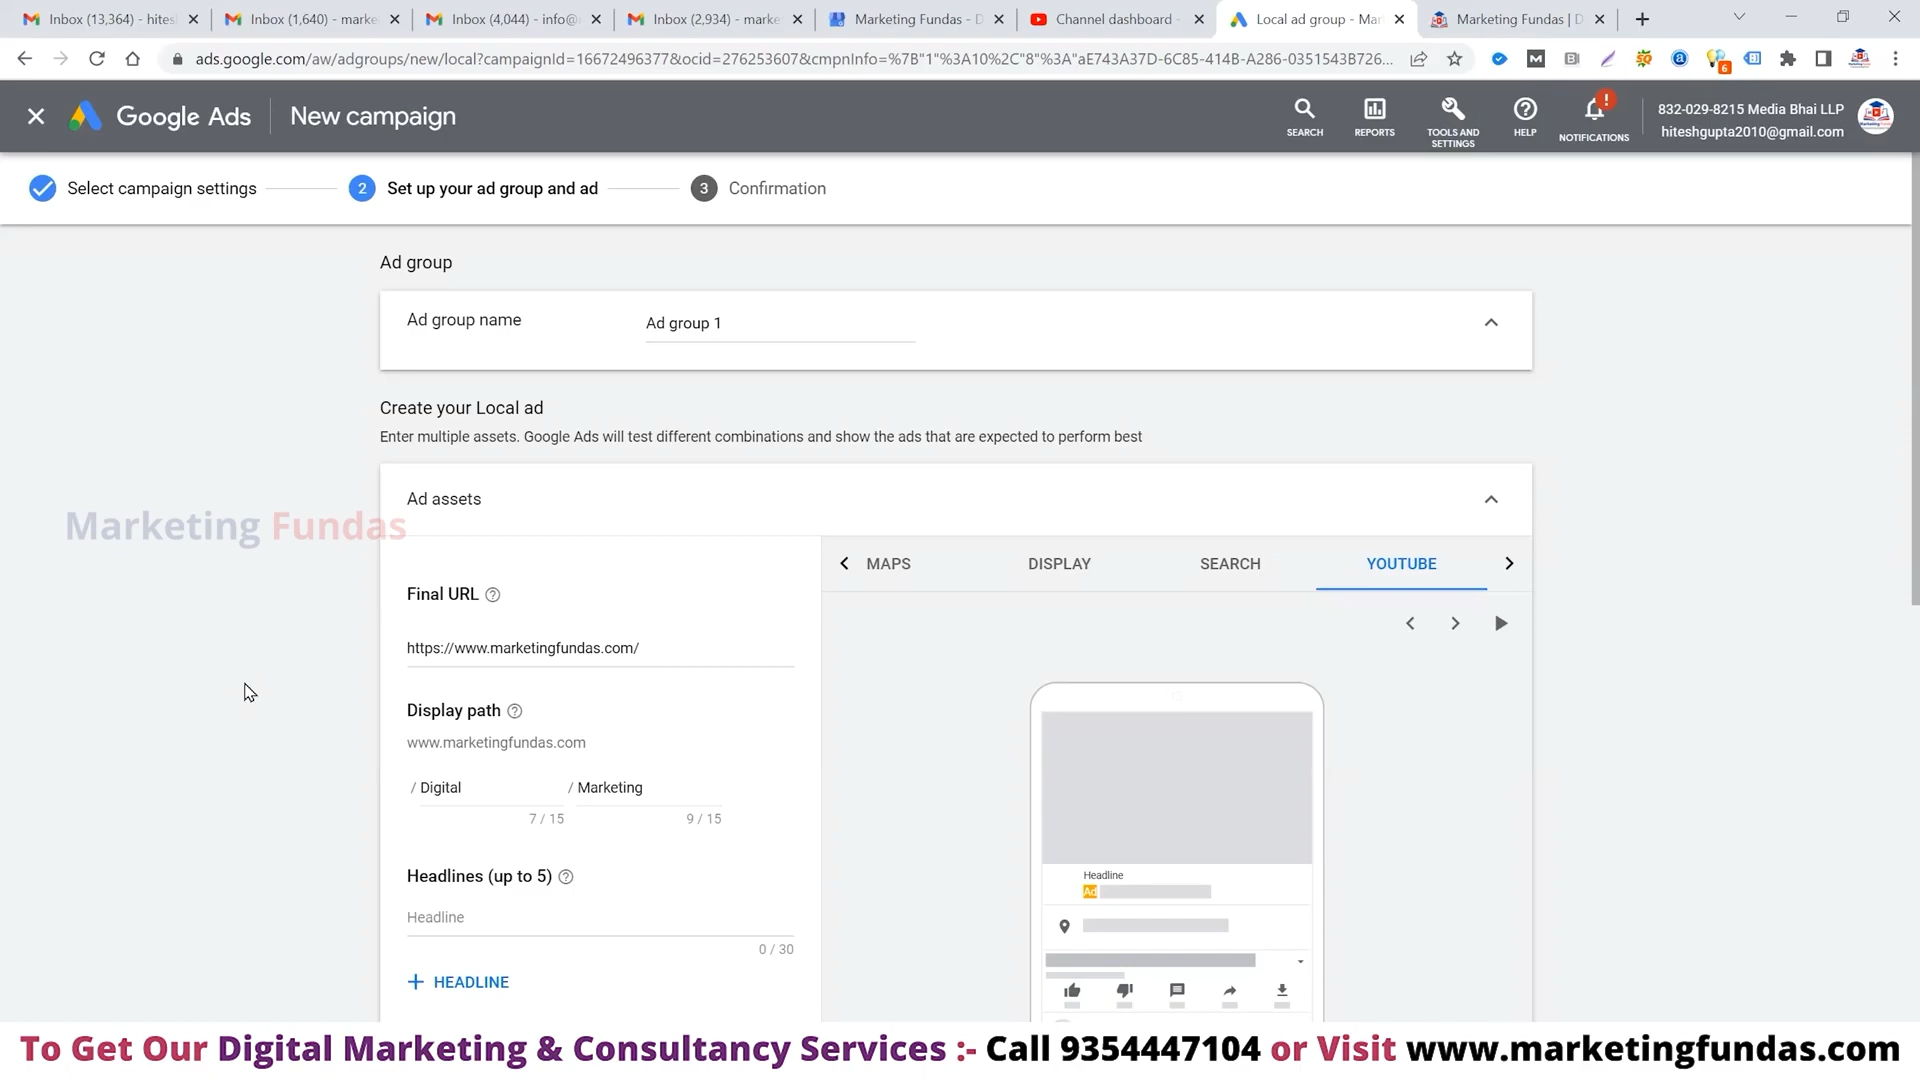 Inbox (13,364) - hites
Inbox (1,640) - marke
Inbox (4,044) - info@
Inbox (2,934) - marke
Marketing Fundas - D
Channel dashboard -
Local ad group - Mar
Marketing Fundas | D
ads.google.com/aw/adgroups/new/local?campaignId=16672496377&ocid=276253607&cmpnInfo=%7B"1"%3A10%2C"8"%3A"aE743A37D-6C85-414B-A286-0351543B726...
6
Google Ads
New campaign
SEARCH
REPORTS
TOOLS AND SETTINGS
HELP
!
NOTIFICATIONS
832-029-8215 Media Bhai LLP
hiteshgupta2010@gmail.com
Select campaign settings
2 Set up your ad group and ad
3 Confirmation
Ad group
Ad group name
Ad group 1
Create your Local ad
Enter multiple assets. Google Ads will test different combinations and show the ads that are expected to perform best
Ad assets
Marketing Fundas
MAPS
DISPLAY
SEARCH
YOUTUBE
Final URL
https://www.marketingfundas.com/
Display path
www.marketingfundas.com
/ Digital
/ Marketing
7 / 15
9 / 15
Headlines (up to 5)
Headline
0 / 30
+ HEADLINE
Headline
Ad
To Get Our Digital Marketing & Consultancy Services :- Call 9354447104 or Visit www.marketingfundas.com